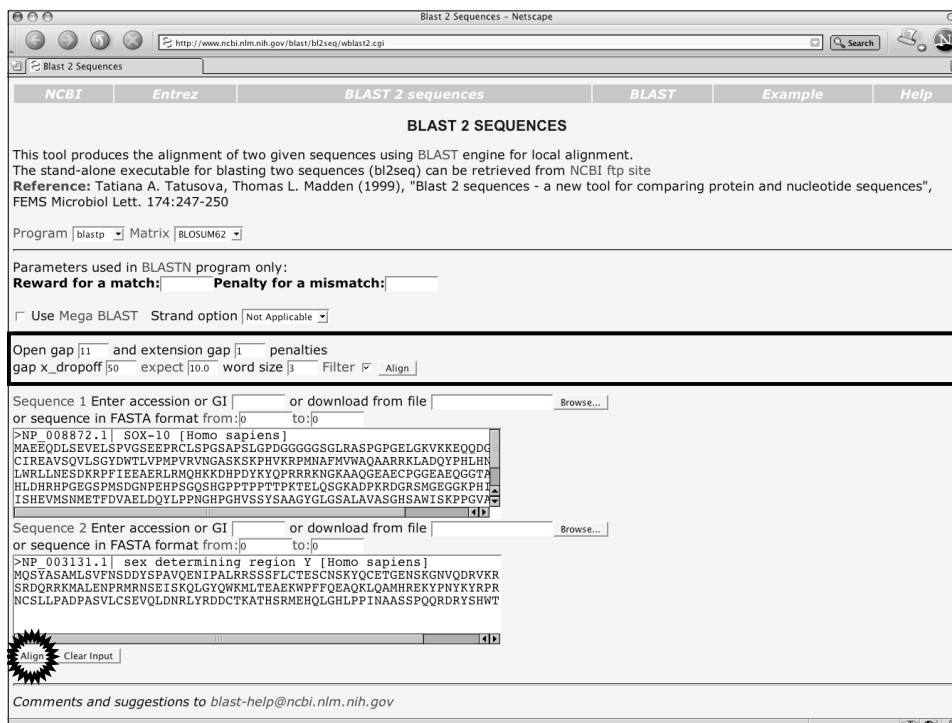 Blast 2 Sequences – Netscape
http://www.ncbi.nlm.nih.gov/blast/bl2seq/wblast2.cgi Search N
Blast 2 Sequences
NCBI Entrez BLAST 2 sequences BLAST Example Help
BLAST 2 SEQUENCES
This tool produces the alignment of two given sequences using BLAST engine for local alignment.
The stand-alone executable for blasting two sequences (bl2seq) can be retrieved from NCBI ftp site
Reference: Tatiana A. Tatusova, Thomas L. Madden (1999), "Blast 2 sequences - a new tool for comparing protein and nucleotide sequences",
FEMS Microbiol Lett. 174:247-250
Program blastp Matrix BLOSUM62
Parameters used in BLASTN program only:
Reward for a match: Penalty for a mismatch:
Use Mega BLAST Strand option Not Applicable
Open gap 11 and extension gap 1 penalties
gap x_dropoff 50 expect 10.0 word size 3 Filter Align
Sequence 1 Enter accession or GI or download from file Browse...
or sequence in FASTA format from: 0 to: 0
>NP_008872.1| SOX-10 [Homo sapiens]
MAEEQDLSEVELSPVGSEEPRCLSPGSAPSLGPDGGGGGSGLRASPGPGELGKVKKEQQDG
CIREAVSQVLSGYDWTLVPMPVRVNGASKSKPHVKRPMNAFMVWAQAARRKLADQYPHLHN
LWRLLNESDKRPFIEEAERLRMQHKKDHPDYKYQPRRRKNGKAAQGEAECPGGEAEQGGTA
HLDHRHPGEGSPMSDGNPEHPSGQSHGPPTPPTTPKTELQSGKADPKRDGRSMGEGGKPHI
ISHEVMSNMETFDVAELDQYLPPNGHPGHVSSYSAAGYGLGSALAVASGHSAWISKPPGVA
Sequence 2 Enter accession or GI or download from file Browse...
or sequence in FASTA format from: 0 to: 0
>NP_003131.1| sex determining region Y [Homo sapiens]
MQSYASAMLSVFNSDDYSPAVQENIPALRRSSSFLCTESCNSKYQCETGENSKGNVQDRVKR
SRDQRRKMALENPRMRNSEISKQLGYQWKMLTEAEKWPFFQEAQKLQAMHREKYPNYKYRPR
NCSLLPADPASVLCSEVQLDNRLYRDDCTKATHSRMEHQLGHLPPINAASSPQQRDRYSHWT
Align Clear Input
Comments and suggestions to blast-help@ncbi.nlm.nih.gov